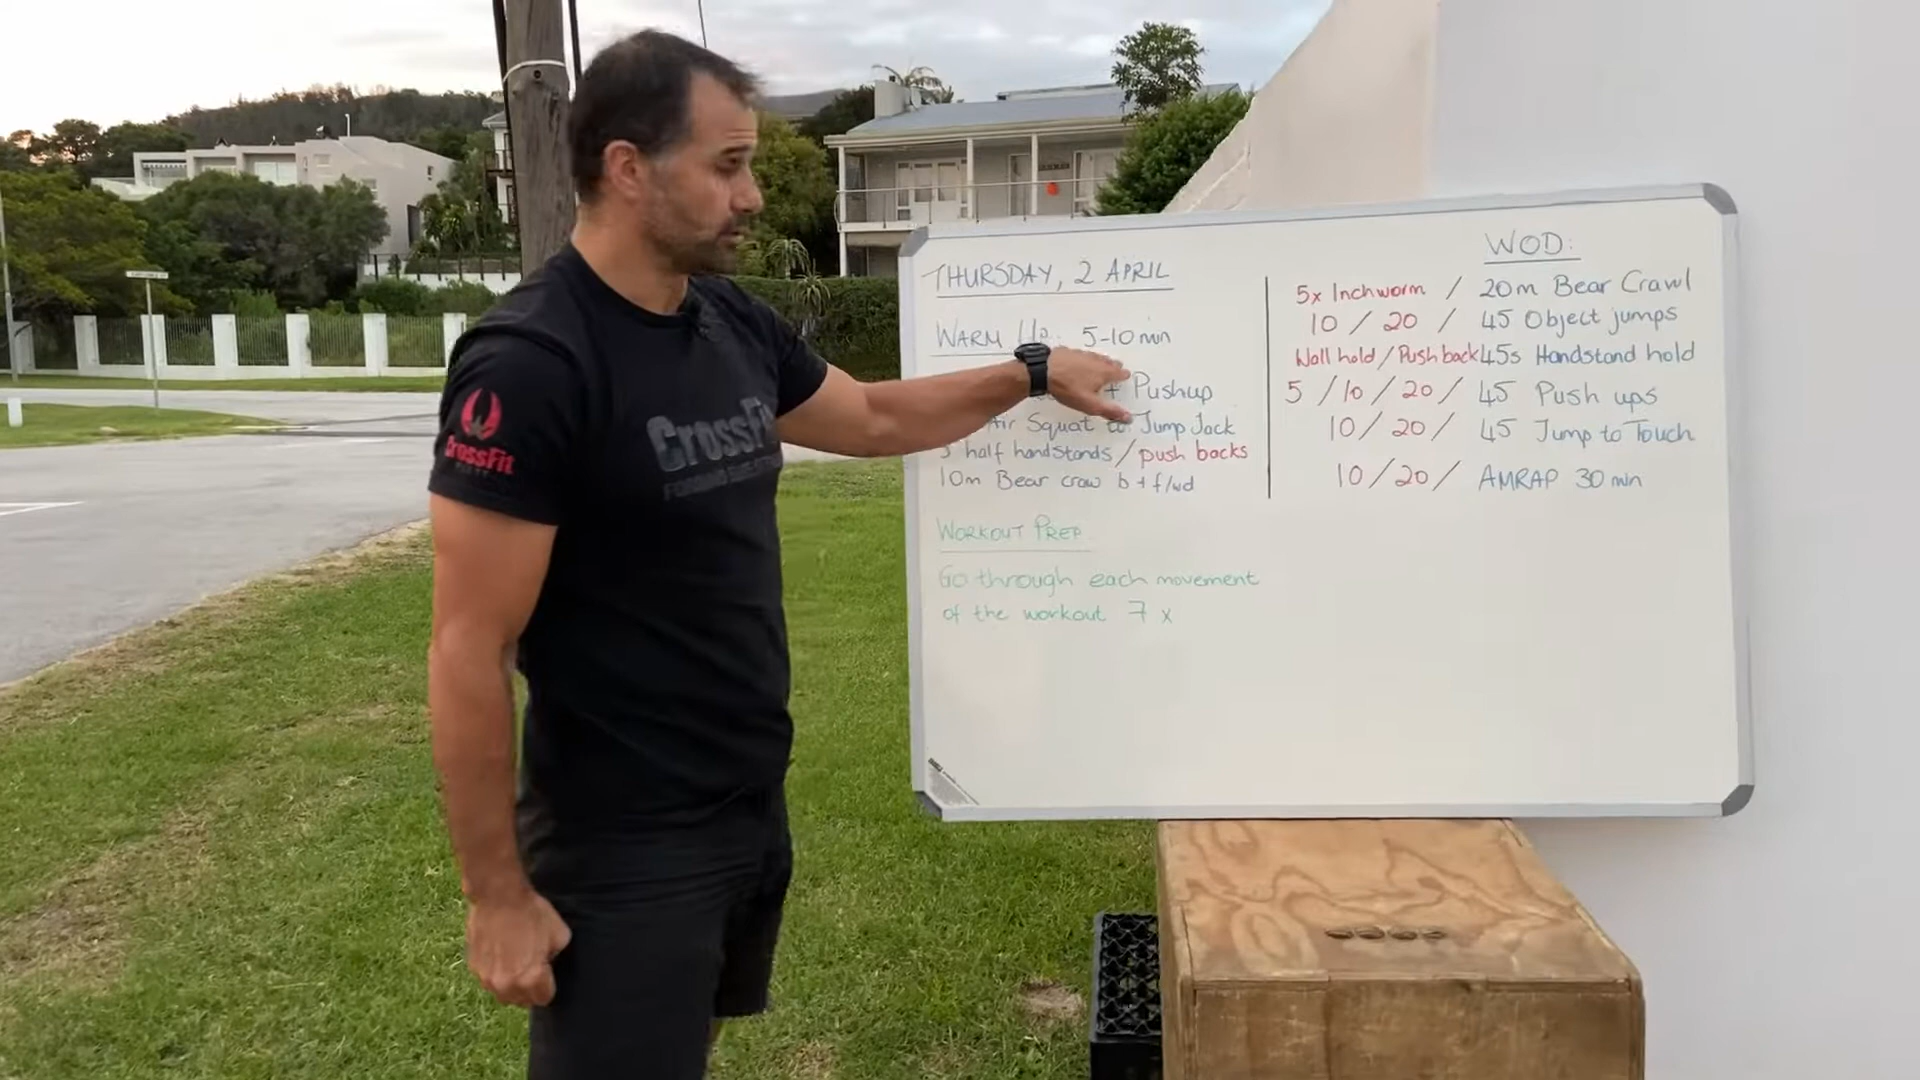 THURSDAY, 2 APRIL
WARM UP: 5-10 min
+ Pushup
Air Squat to Jump Jack
3 half handstands / push backs
10m Bear craw b + f/wd
WORKOUT PREP
Go through each movement
of the workout 7 x
WOD:
5x Inchworm / 20m Bear Crawl
10 / 20 / 45 Object jumps
Wall hold / Push back 45s Handstand hold
5 / 10 / 20 / 45 Push ups
10 / 20 / 45 Jump to Touch
10 / 20 / AMRAP 30 min
CrossFit
CrossFi